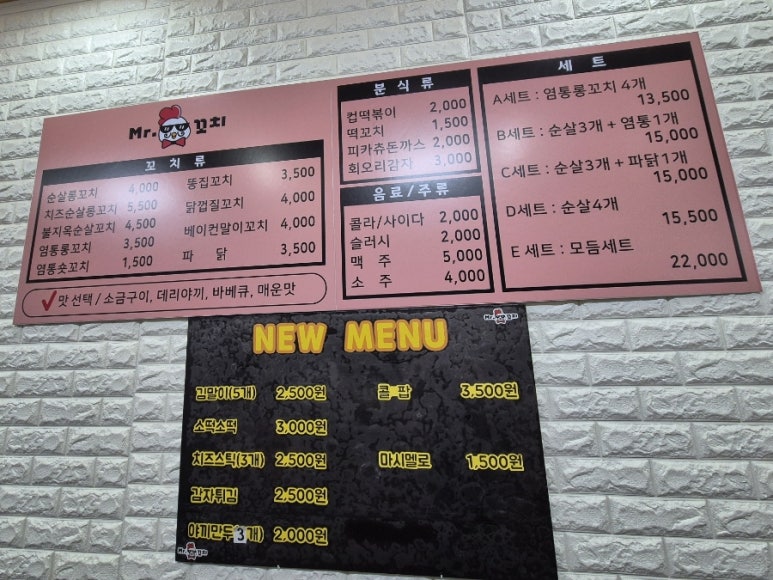 Mr. 꼬치
꼬치류
순살롱꼬치 4,000
치즈순살롱꼬치 5,500
불지옥순살꼬치 4,500
염통롱꼬치 3,500
염통숏꼬치 1,500
똥집꼬치 3,500
닭껍질꼬치 4,000
베이컨말이꼬치 4,000
파 닭 3,500
맛 선택 / 소금구이, 데리야끼, 바베큐, 매운맛
분식류
컵떡볶이 2,000
떡꼬치 1,500
피카츄돈까스 2,000
회오리감자 3,000
음료/주류
콜라/사이다 2,000
슬러시 2,000
맥 주 5,000
소 주 4,000
세트
A세트 : 염통롱꼬치 4개
13,500
B세트 : 순살3개 + 염통1개
15,000
C세트 : 순살3개 + 파닭1개
15,000
D세트 : 순살4개
15,500
E 세트 : 모듬세트
22,000
Mr. 꼬치
NEW MENU
김말이(5개) 2,500원
소떡소떡 3,000원
치즈스틱(3개) 2,500원
감자튀김 2,500원
야끼만두(3개) 2,000원
콜 팝 3,500원
마시멜로 1,500원
Mr. 꼬치